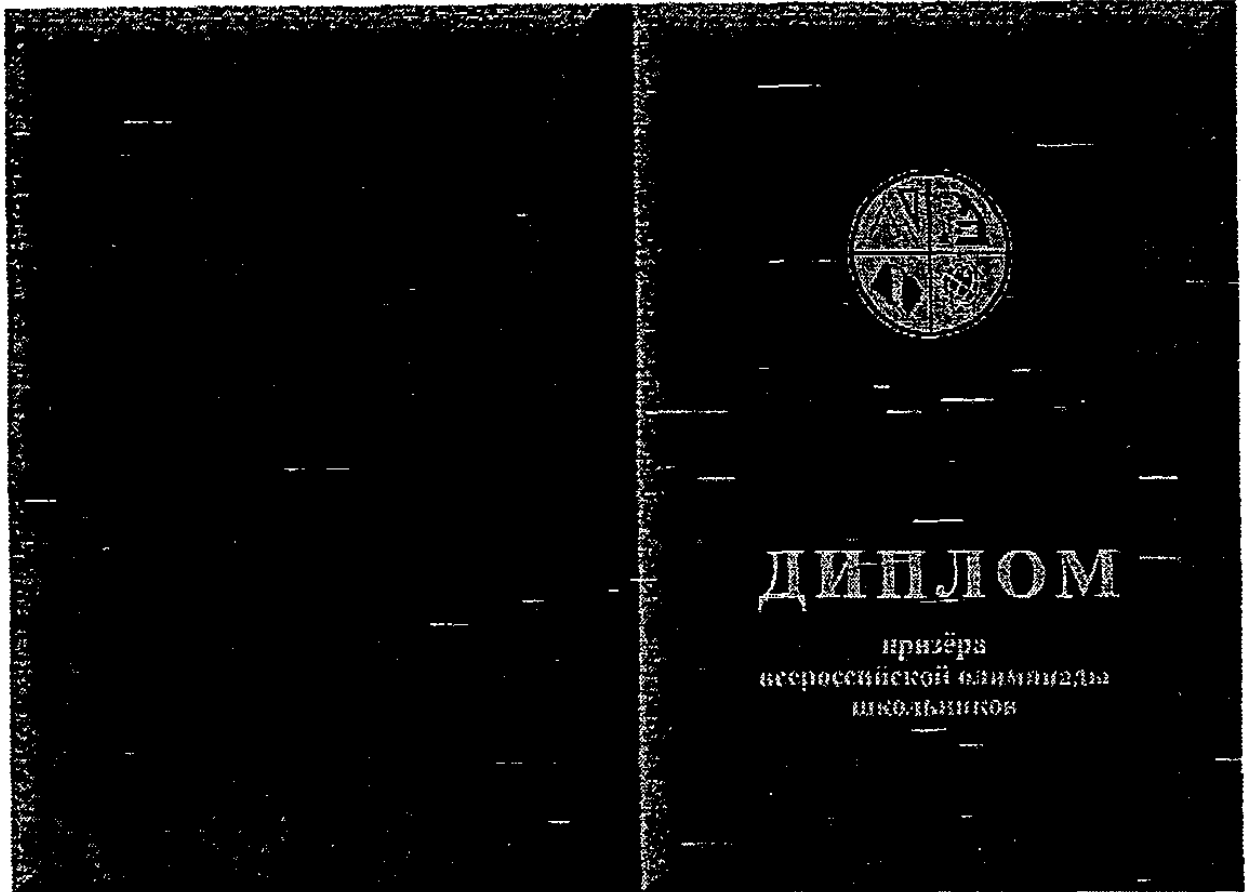 ДИПЛОМ
призёра
всероссийской олимпиады
школьников